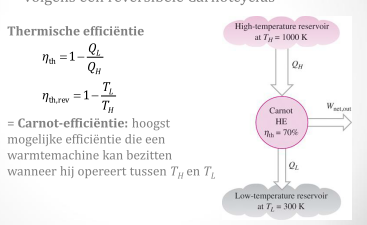 volgens een reversibele Carnotcyclus
Thermische efficiëntie
η_th = 1 − Q_L / Q_H
η_th,rev = 1 − T_L / T_H
= Carnot-efficiëntie: hoogst
mogelijke efficiëntie die een
warmtemachine kan bezitten
wanneer hij opereert tussen T_H en T_L
High-temperature reservoir
at T_H = 1000 K
Q_H
Carnot
HE
η_th = 70%
W_net,out
Q_L
Low-temperature reservoir
at T_L = 300 K